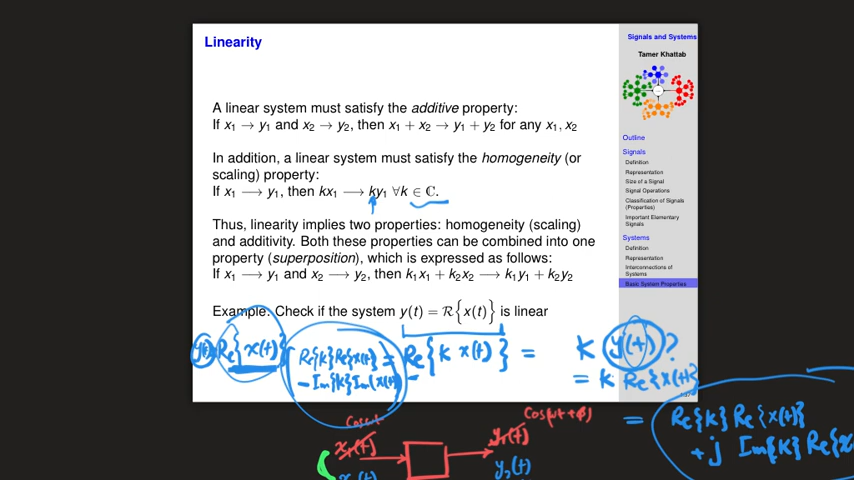 Linearity
A linear system must satisfy the additive property:
If x₁ → y₁ and x₂ → y₂, then x₁ + x₂ → y₁ + y₂ for any x₁, x₂
In addition, a linear system must satisfy the homogeneity (or
scaling) property:
If x₁ ⟶ y₁, then kx₁ ⟶ ky₁ ∀k ∈ ℂ.
Thus, linearity implies two properties: homogeneity (scaling)
and additivity. Both these properties can be combined into one
property (superposition), which is expressed as follows:
If x₁ ⟶ y₁ and x₂ ⟶ y₂, then k₁x₁ + k₂x₂ ⟶ k₁y₁ + k₂y₂
Example: Check if the system y(t) = R{x(t)} is linear
Re{x(t)}
Re{k}Re{x(t)}
- Im{k}Im{x(t)}
= Re{k x(t)} = k y(t)?
= k Re{x(t)}
= Re{k} Re{x(t)}
+ j Im{k} Re{x
Cos(ωt+φ)
x₁(t)
y₁(t)
y₂(t)
Signals and Systems
Tamer Khattab
Outline
Signals
Definition
Representation
Size of a Signal
Signal Operations
Classification of Signals
(Properties)
Important Elementary
Signals
Systems
Definition
Representation
Interconnections of
Systems
Basic System Properties